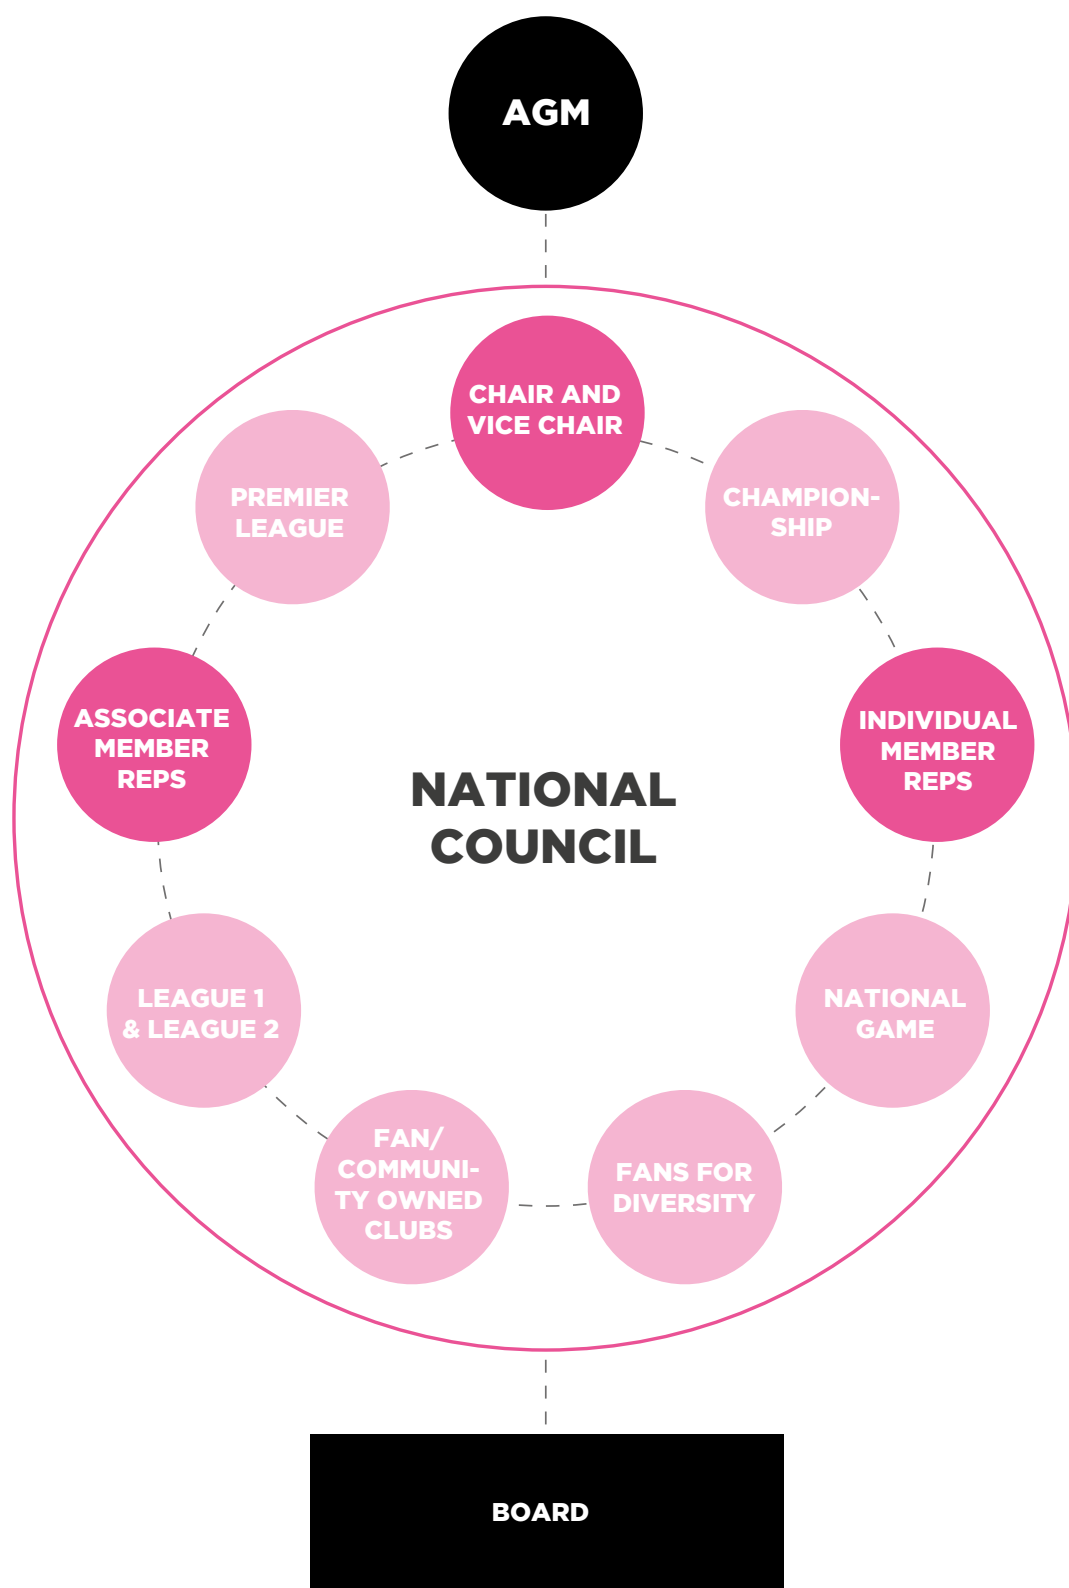 AGM
CHAIR AND
VICE CHAIR
PREMIER
LEAGUE
CHAMPION-
SHIP
ASSOCIATE
MEMBER
REPS
INDIVIDUAL
MEMBER
REPS
NATIONAL
COUNCIL
LEAGUE 1
& LEAGUE 2
NATIONAL
GAME
FAN/
COMMUNI-
TY OWNED
CLUBS
FANS FOR
DIVERSITY
BOARD